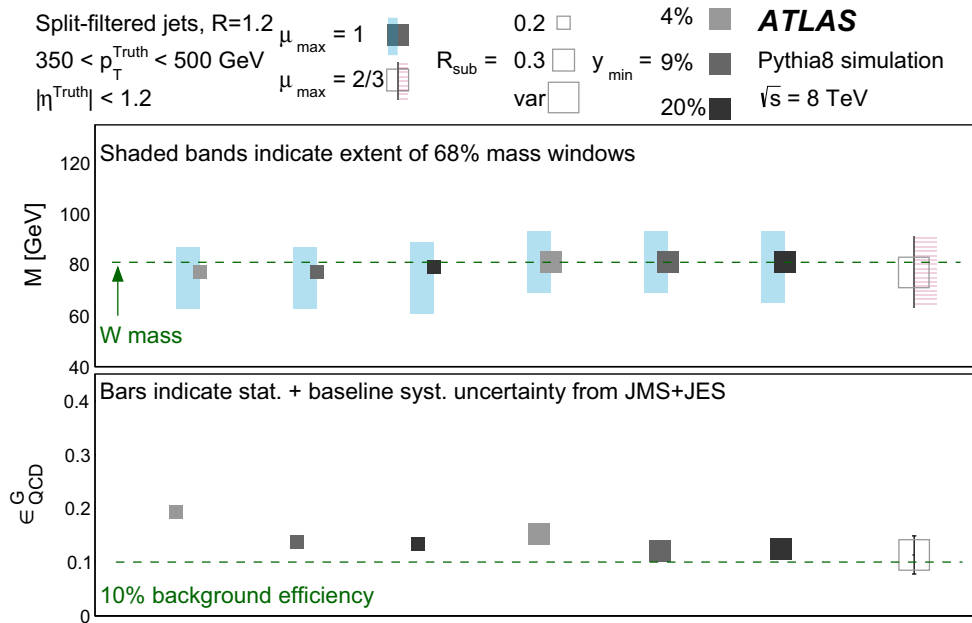 Split-filtered jets, R=1.2
350 < p_T^Truth < 500 GeV
|η^Truth| < 1.2
μ_max = 1
μ_max = 2/3
R_sub =
0.2
0.3
var
y_min =
4%
9%
20%
ATLAS
Pythia8 simulation
√s = 8 TeV
Shaded bands indicate extent of 68% mass windows
M [GeV]
120
100
80
60
40
W mass
Bars indicate stat. + baseline syst. uncertainty from JMS+JES
∈^G_QCD
0.4
0.3
0.2
0.1
0
10% background efficiency